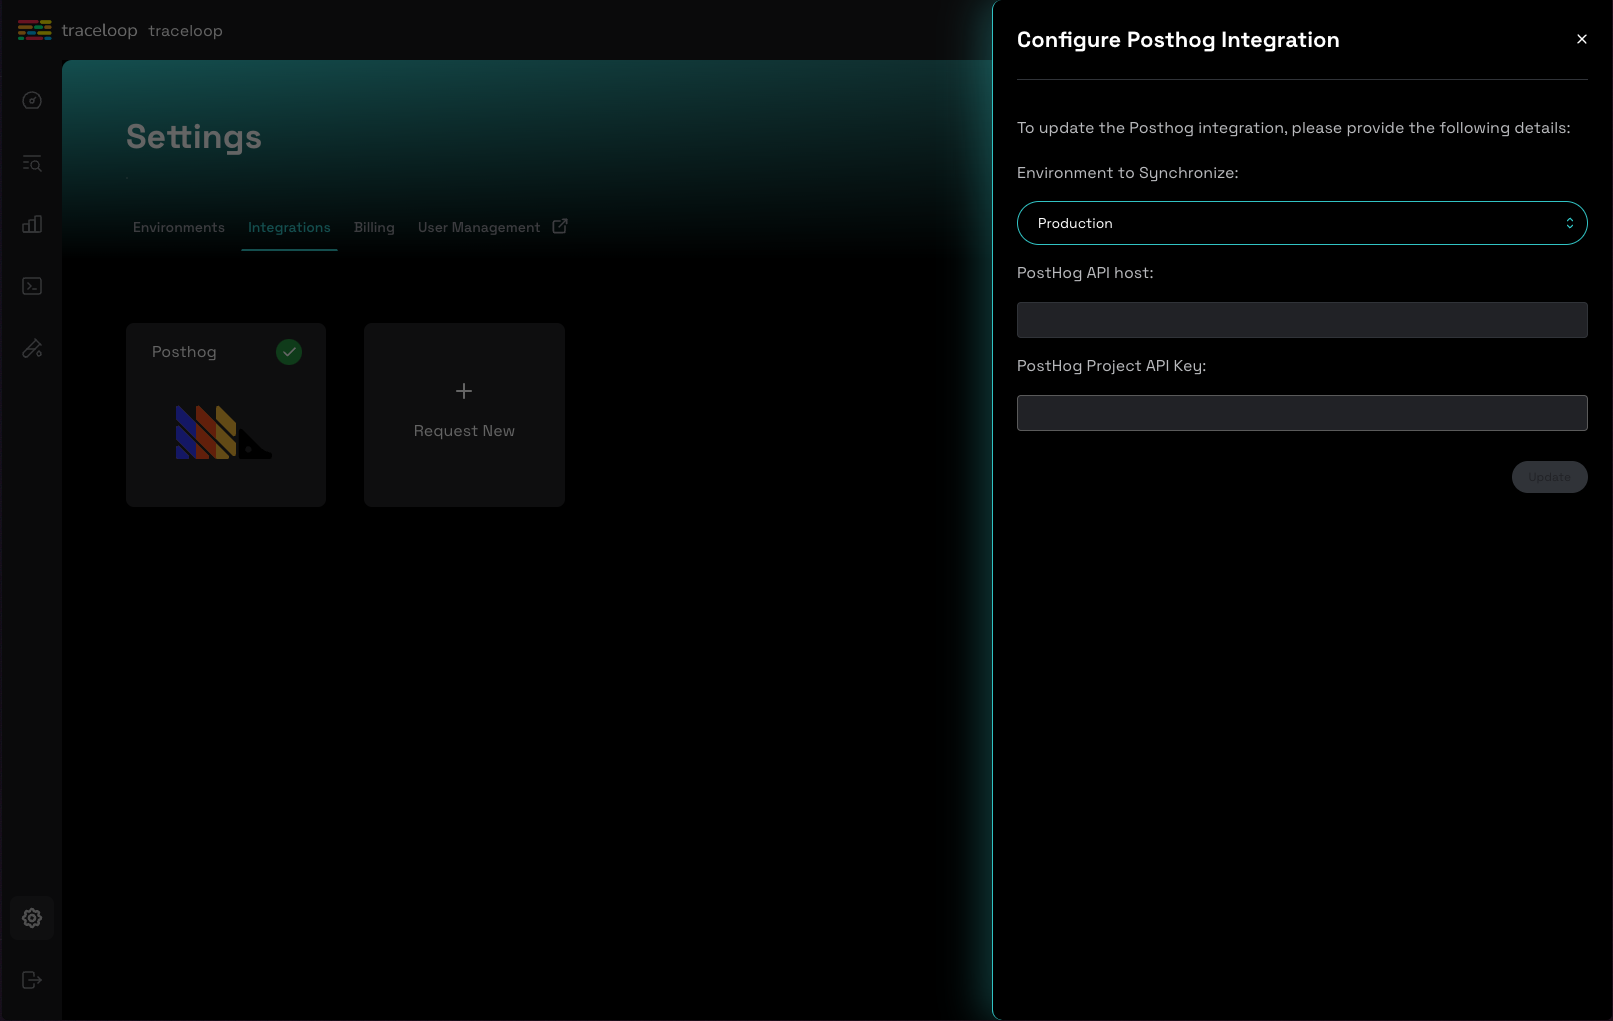 traceloop traceloop
Settings
Environments Integrations Billing User Management
Posthog
Request New
Configure Posthog Integration
To update the Posthog integration, please provide the following details:
Environment to Synchronize:
Production
PostHog API host:
PostHog Project API Key:
Update